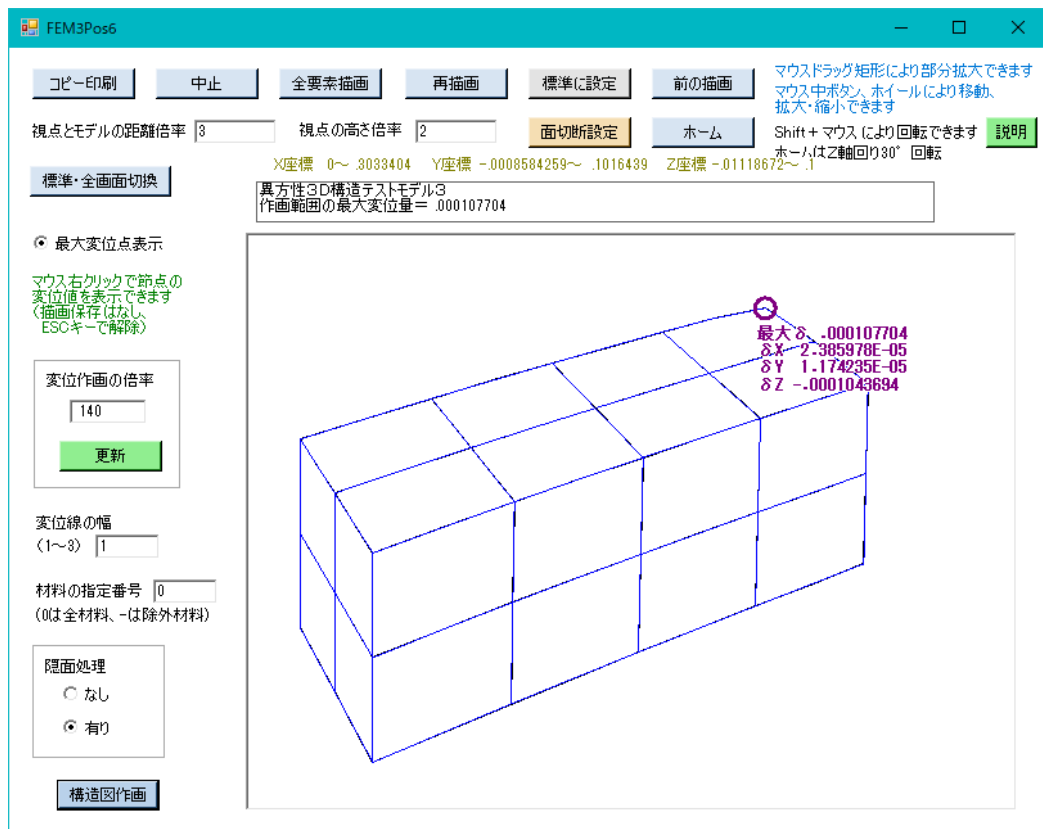 FEM3Pos6
コピー印刷
中止
全要素描画
再描画
標準に設定
前の描画
マウスドラッグ矩形により部分拡大できます
マウス中ボタン、ホイールにより移動、
拡大・縮小できます
視点とモデルの距離倍率 3
視点の高さ倍率 2
面切断設定
ホーム
Shift+マウス により回転できます
ホームはZ軸回り30° 回転
説明
標準・全画面切換
X座標 0～ .3033404 Y座標 -.0008584259～ .1016439 Z座標 -.01118672～ .1
異方性3D構造テストモデル3
作画範囲の最大変位量＝ .000107704
最大変位点表示
マウス右クリックで節点の
変位値を表示できます
（描画保存はなし、
ESCキーで解除）
変位作画の倍率
140
更新
変位線の幅
（1～3） 1
材料の指定番号 0
(0は全材料、-は除外材料)
隠面処理
なし
有り
構造図作画
最大δ .000107704
δX 2.385978E-05
δY 1.174235E-05
δZ -.0001043694